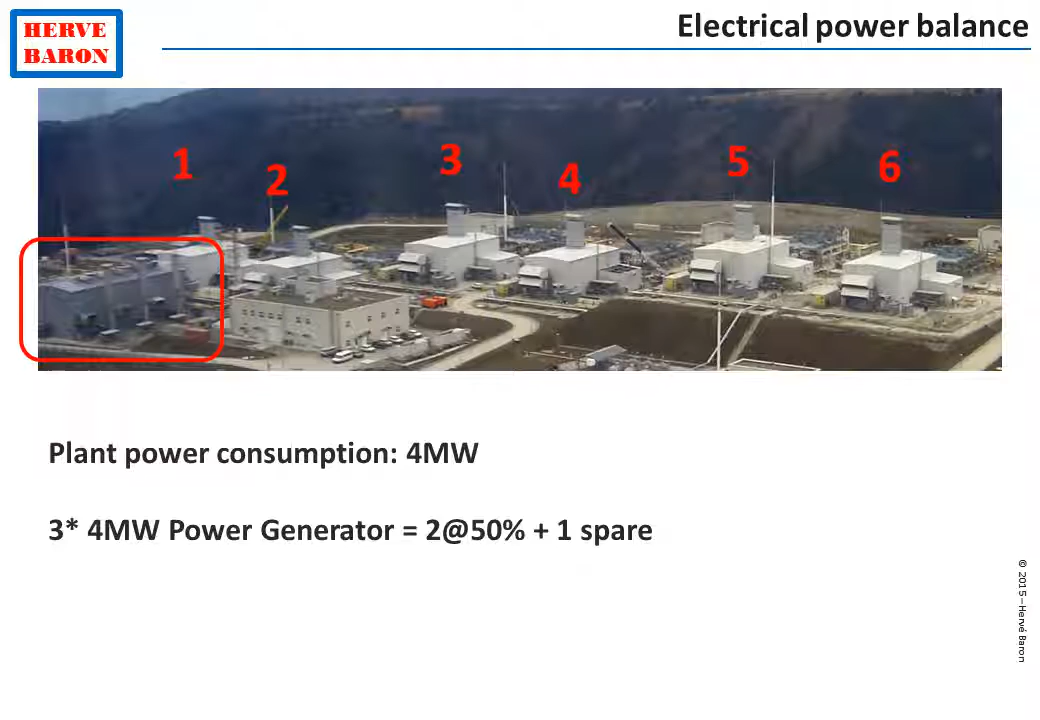 HERVE
BARON
Electrical power balance
1
2
3
4
5
6
Plant power consumption: 4MW
3* 4MW Power Generator = 2@50% + 1 spare
© 2015 – Hervé Baron